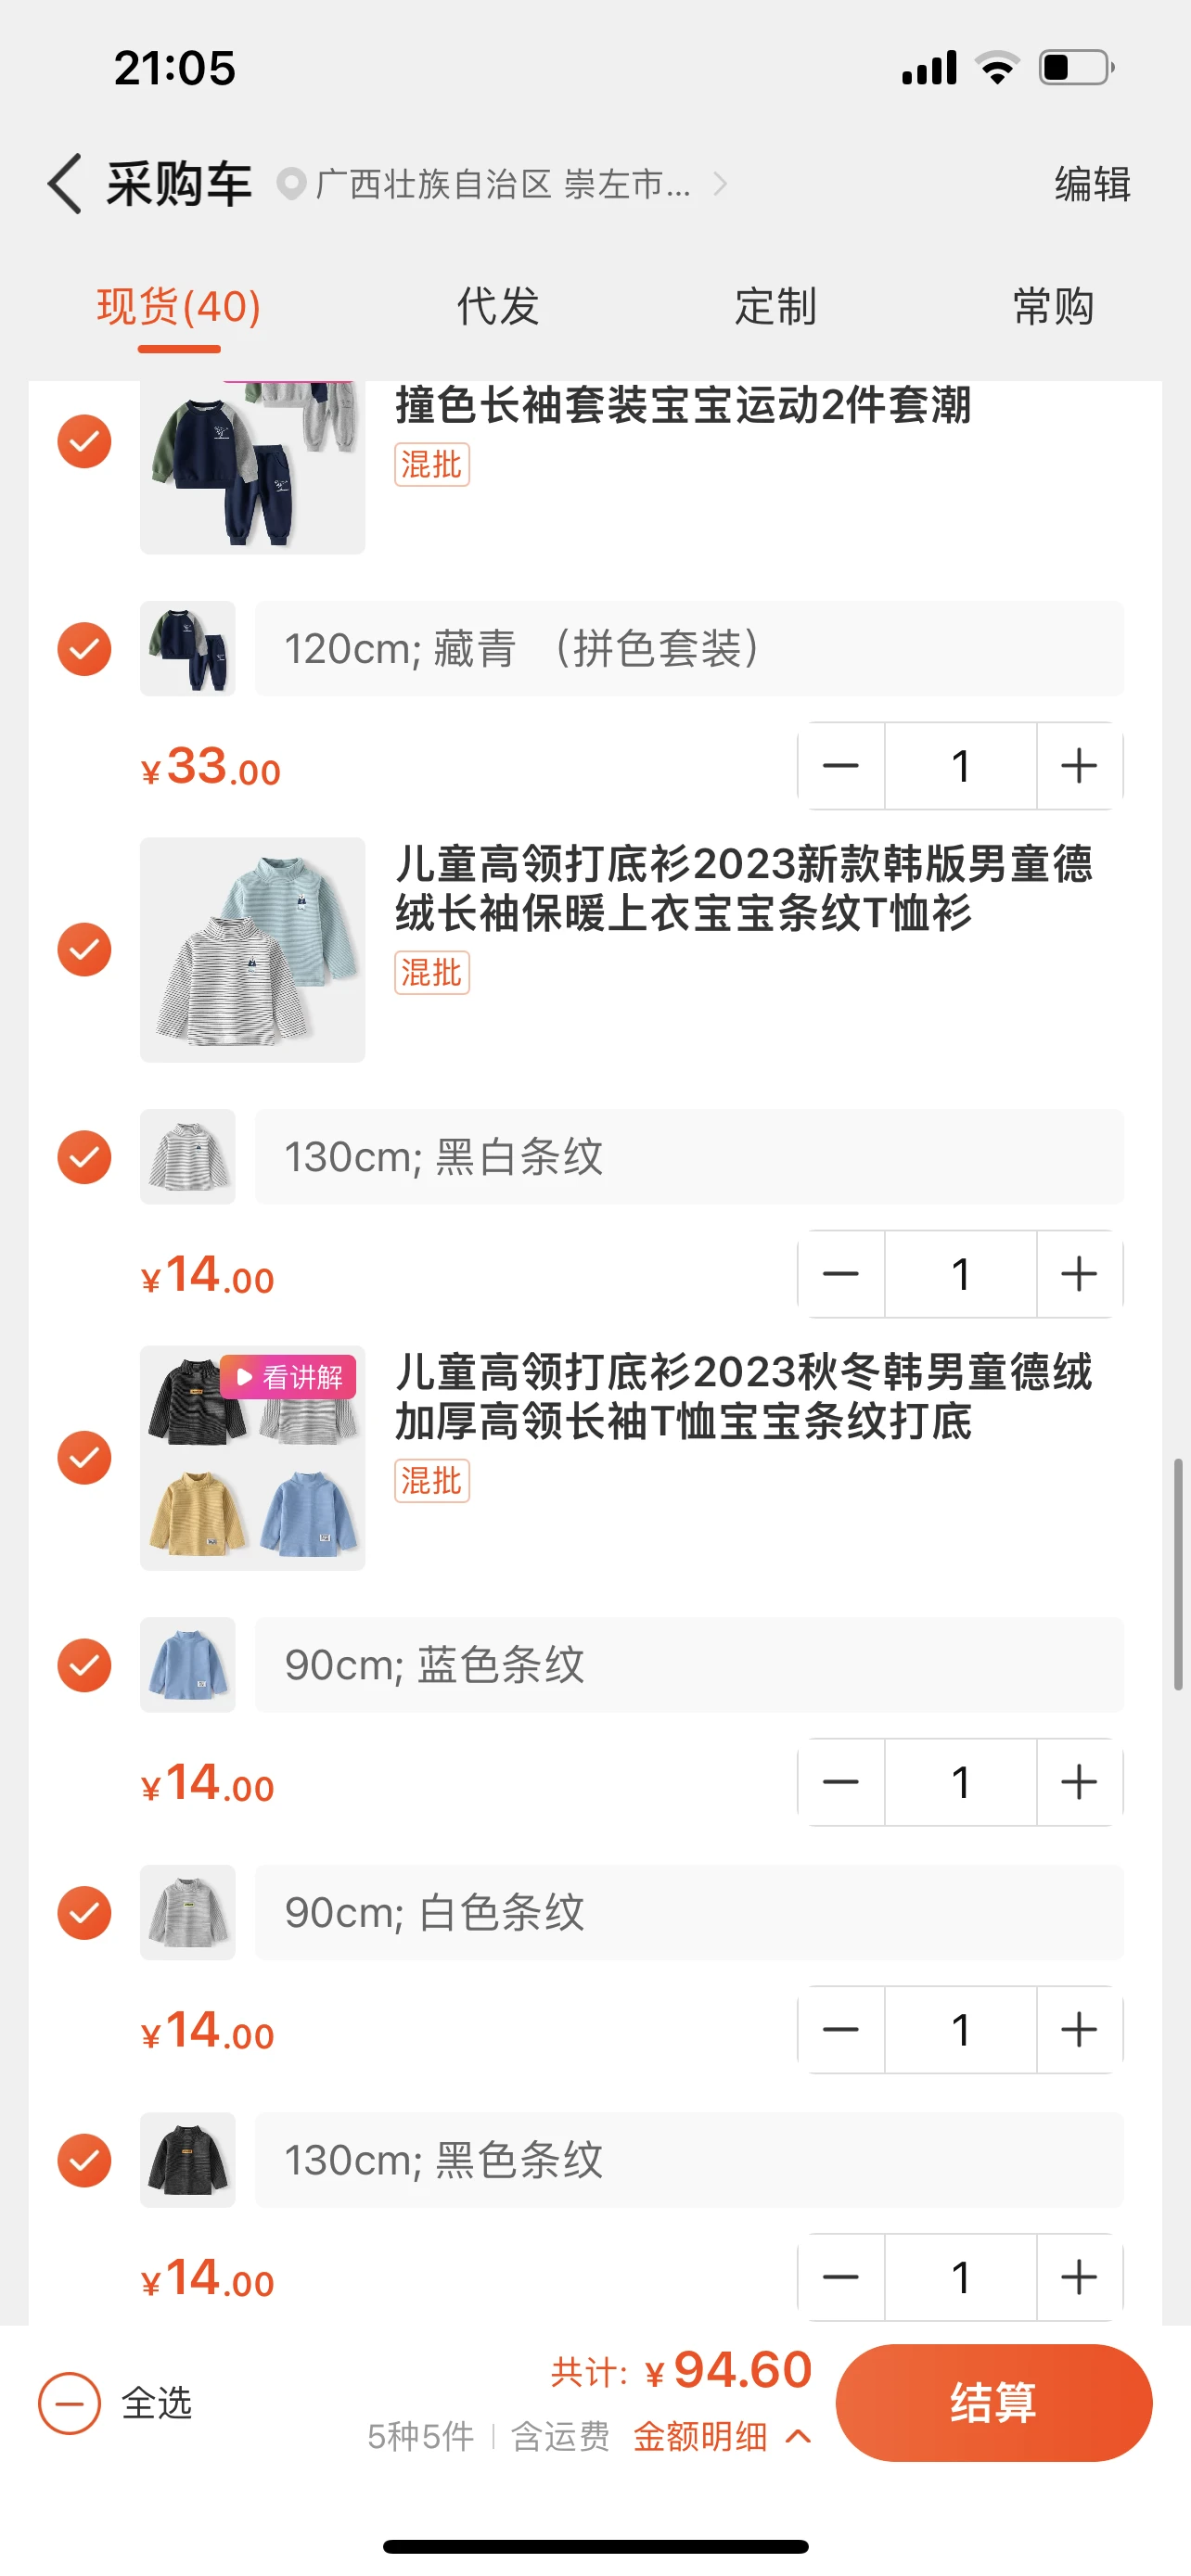 21:05
采购车 广西壮族自治区 崇左市... 编辑
现货(40) 代发 定制 常购
撞色长袖套装宝宝运动2件套潮
混批
120cm; 藏青 （拼色套装）
¥33.00 1
儿童高领打底衫2023新款韩版男童德
绒长袖保暖上衣宝宝条纹T恤衫
混批
130cm; 黑白条纹
¥14.00 1
看讲解
儿童高领打底衫2023秋冬韩男童德绒
加厚高领长袖T恤宝宝条纹打底
混批
90cm; 蓝色条纹
¥14.00 1
90cm; 白色条纹
¥14.00 1
130cm; 黑色条纹
¥14.00 1
全选 共计: ¥94.60 结算
5种5件 | 含运费 金额明细